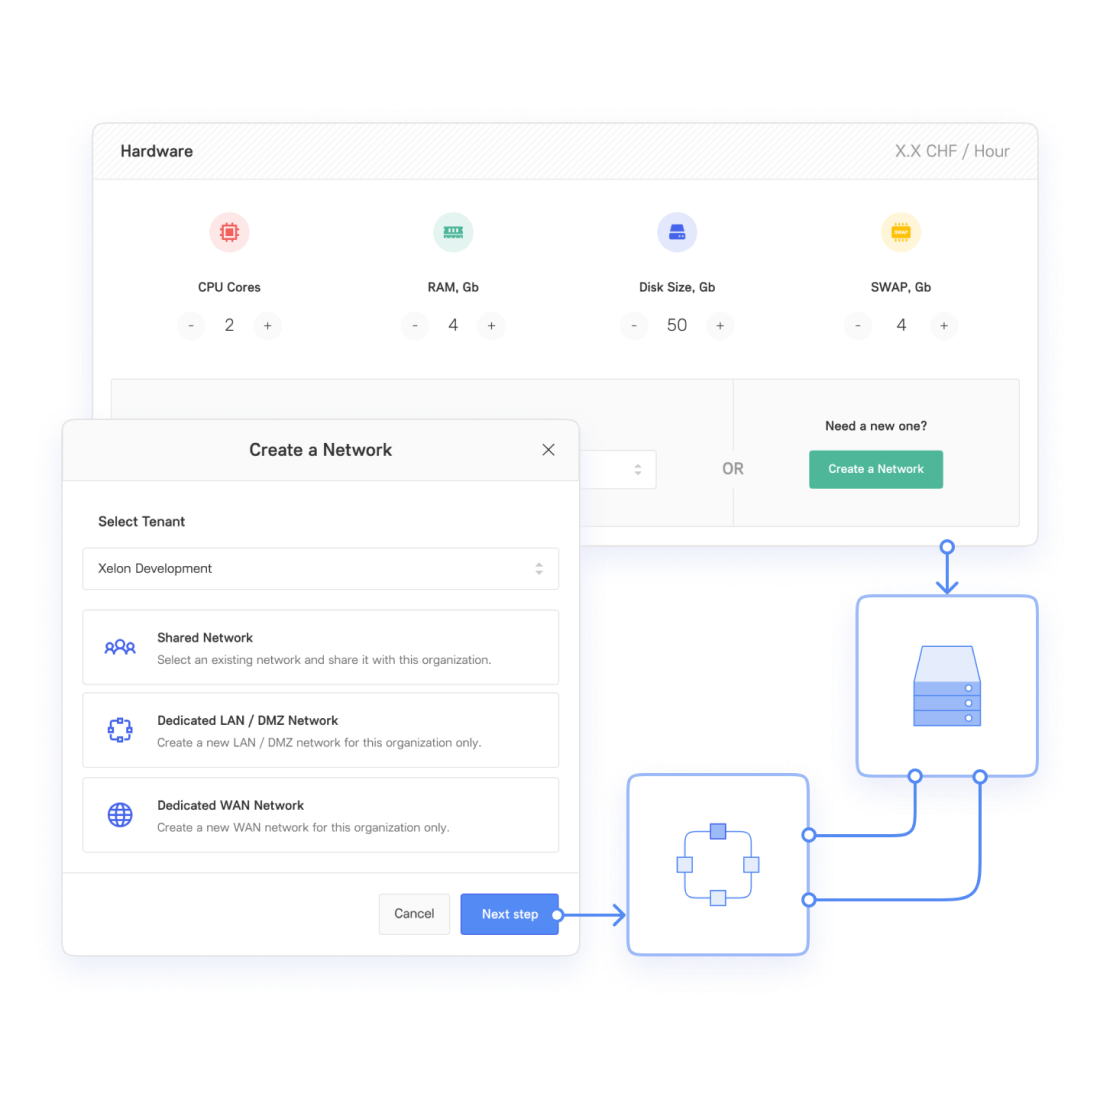 Hardware
X.X CHF / Hour
CPU Cores
RAM, Gb
Disk Size, Gb
SWAP, Gb
- 2 +
- 4 +
- 50 +
- 4 +
Need a new one?
OR
Create a Network
Create a Network
Select Tenant
Xelon Development
Shared Network
Select an existing network and share it with this organization.
Dedicated LAN / DMZ Network
Create a new LAN / DMZ network for this organization only.
Dedicated WAN Network
Create a new WAN network for this organization only.
Cancel
Next step